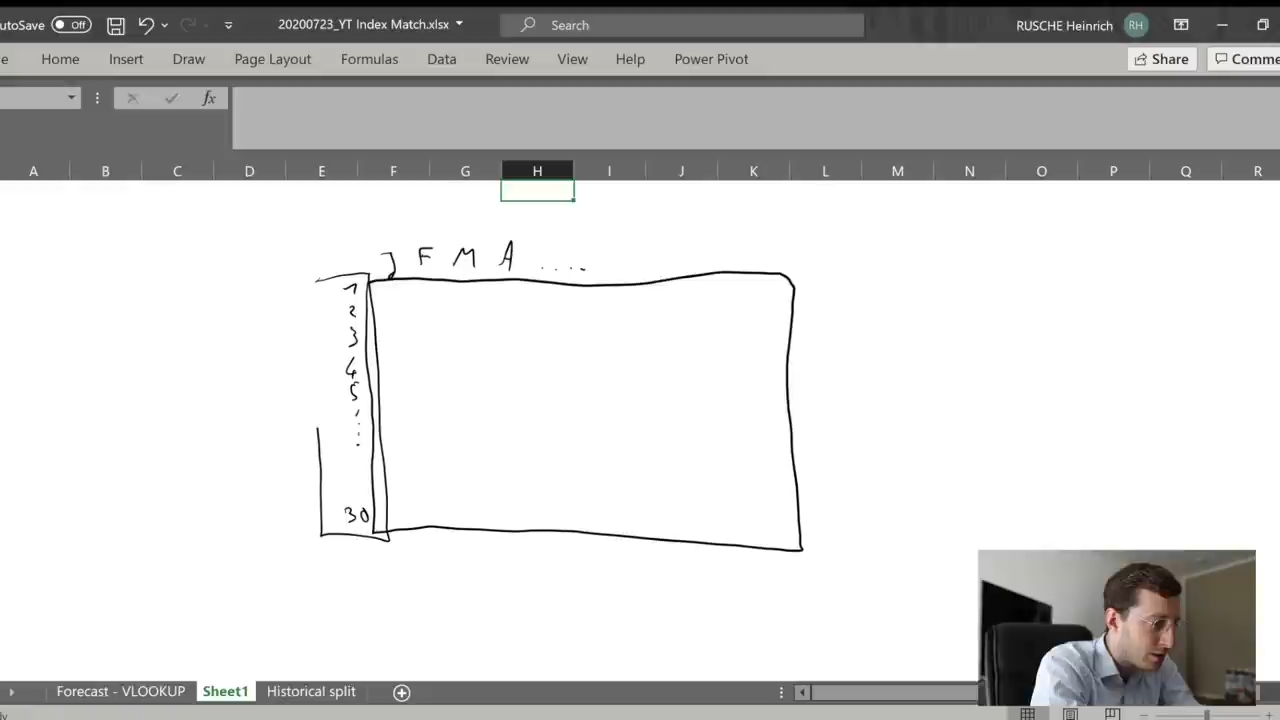 AutoSave Off 20200723_YT Index Match.xlsx Search RUSCHE Heinrich RH
Home Insert Draw Page Layout Formulas Data Review View Help Power Pivot Share Comme
fx
A B C D E F G H I J K L M N O P Q R
J F M A ....
1
2
3
4
5
30
Forecast - VLOOKUP Sheet1 Historical split